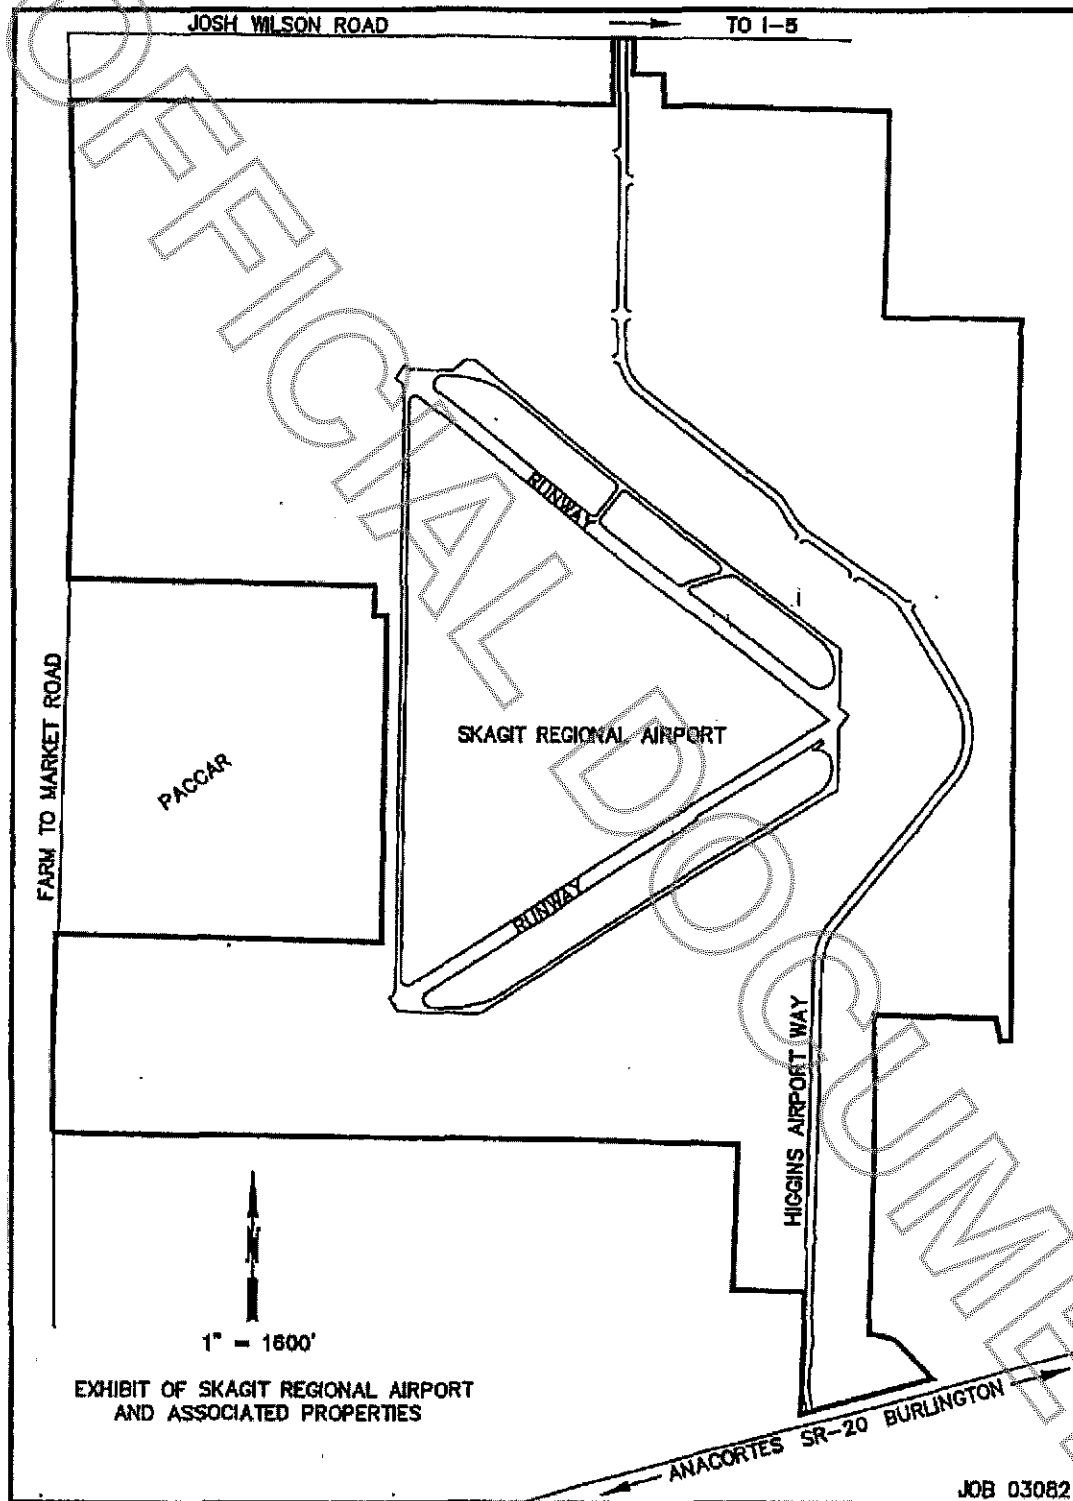 JOSH WILSON ROAD
TO I-5
RUNWAY
SKAGIT REGIONAL AIRPORT
FARM TO MARKET ROAD
PACCAR
RUNWAY
HIGGINS AIRPORT WAY
N
1" = 1600'
EXHIBIT OF SKAGIT REGIONAL AIRPORT
AND ASSOCIATED PROPERTIES
ANACORTES SR-20 BURLINGTON
JOB 03082
OFFICIAL DOCUME